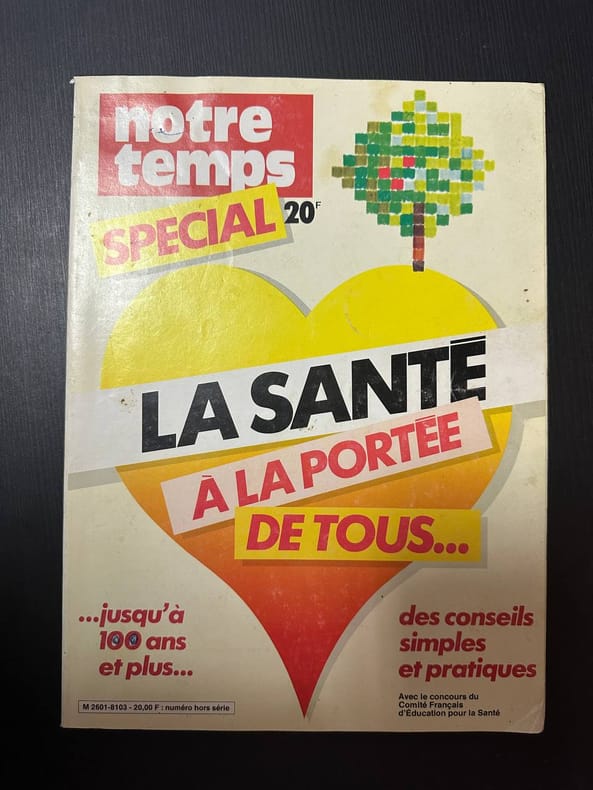 notre
temps
SPECIAL
20F
LA SANTÉ
À LA PORTÉE
DE TOUS...
...jusqu'à
100 ans
et plus...
des conseils
simples
et pratiques
Avec le concours du
Comité Français
d'Éducation pour la Santé
M 2601-8103 - 20,00 F : numéro hors série